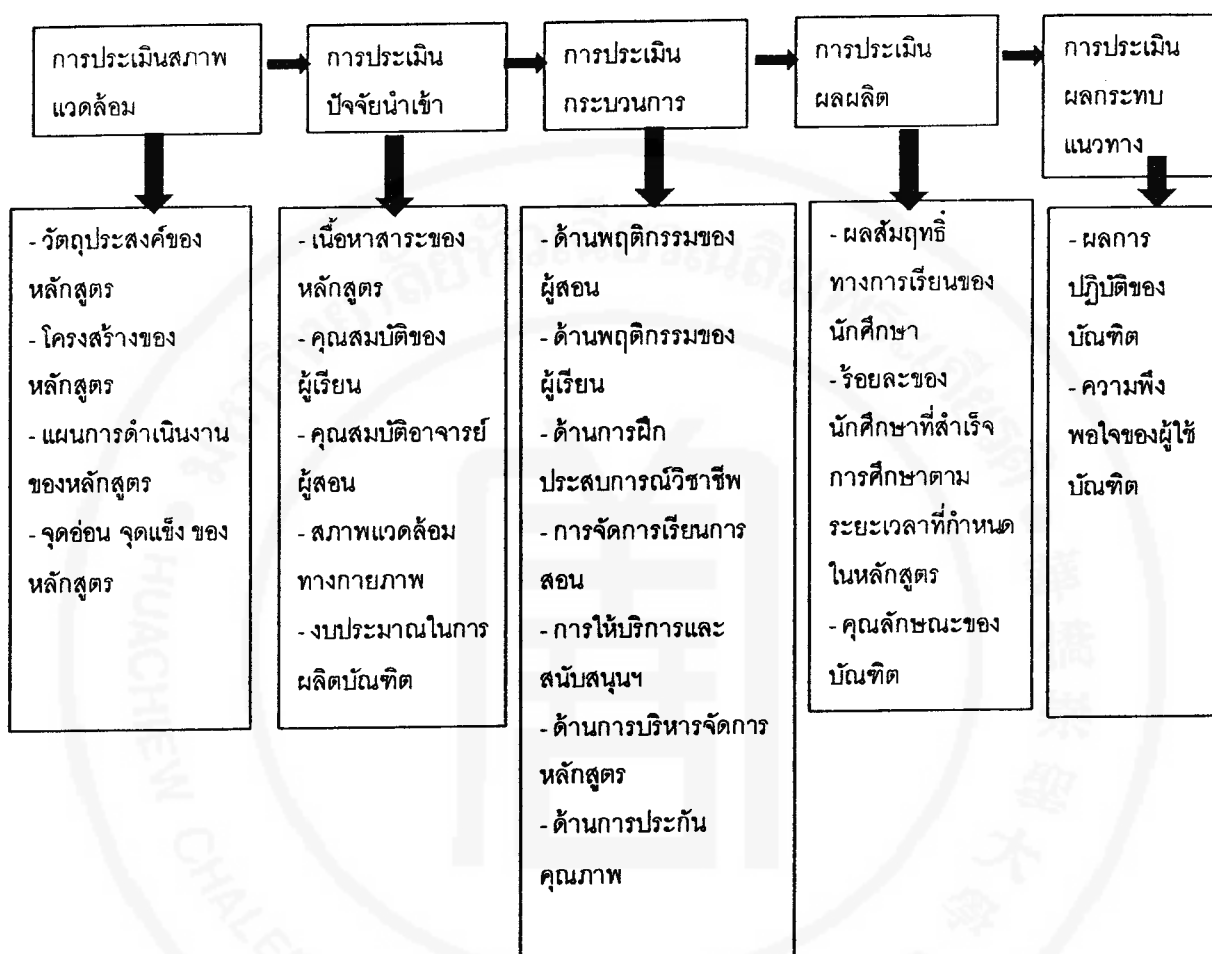 การประเมินสภาพ
แวดล้อม
การประเมิน
ปัจจัยนำเข้า
การประเมิน
กระบวนการ
การประเมิน
ผลผลิต
การประเมิน
ผลกระทบ
แนวทาง
- วัตถุประสงค์ของ
หลักสูตร
- โครงสร้างของ
หลักสูตร
- แผนการดำเนินงาน
ของหลักสูตร
- จุดอ่อน จุดแข็ง ของ
หลักสูตร
- เนื้อหาสาระของ
หลักสูตร
- คุณสมบัติของ
ผู้เรียน
- คุณสมบัติอาจารย์
ผู้สอน
- สภาพแวดล้อม
ทางกายภาพ
- งบประมาณในการ
ผลิตบัณฑิต
- ด้านพฤติกรรมของ
ผู้สอน
- ด้านพฤติกรรมของ
ผู้เรียน
- ด้านการฝึก
ประสบการณ์วิชาชีพ
- การจัดการเรียนการ
สอน
- การให้บริการและ
สนับสนุนฯ
- ด้านการบริหารจัดการ
หลักสูตร
- ด้านการประกัน
คุณภาพ
- ผลสัมฤทธิ์
ทางการเรียนของ
นักศึกษา
- ร้อยละของ
นักศึกษาที่สำเร็จ
การศึกษาตาม
ระยะเวลาที่กำหนด
ในหลักสูตร
- คุณลักษณะของ
บัณฑิต
- ผลการ
ปฏิบัติของ
บัณฑิต
- ความพึง
พอใจของผู้ใช้
บัณฑิต
HUACHIEW